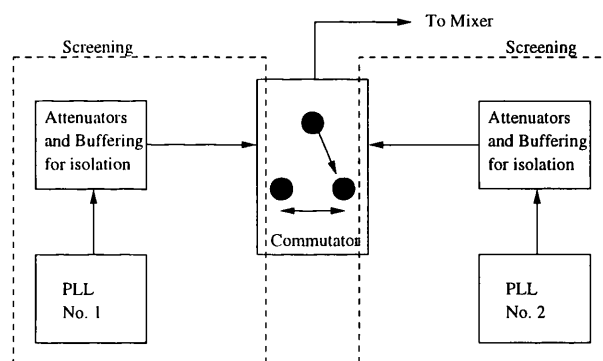 To Mixer
Screening
Screening
Attenuators
and Buffering
for isolation
Attenuators
and Buffering
for isolation
Commutator
PLL
No. 1
PLL
No. 2